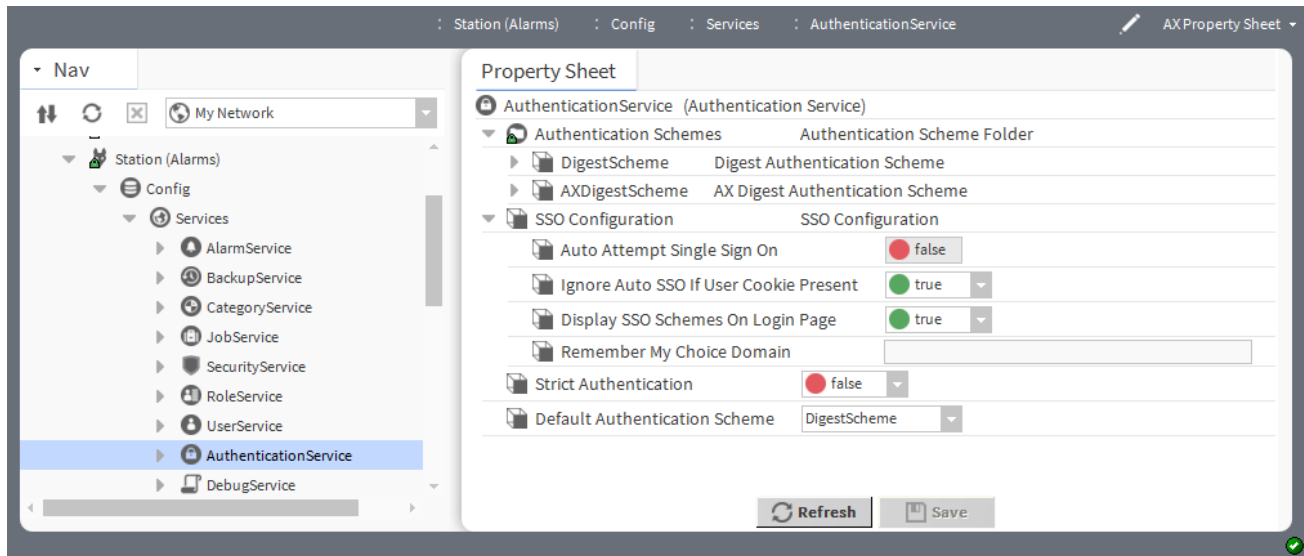 : Station (Alarms) : Config : Services : AuthenticationService AX Property Sheet
Nav
My Network
Station (Alarms)
Config
Services
AlarmService
BackupService
CategoryService
JobService
SecurityService
RoleService
UserService
AuthenticationService
DebugService
Property Sheet
AuthenticationService (Authentication Service)
Authentication Schemes Authentication Scheme Folder
DigestScheme Digest Authentication Scheme
AXDigestScheme AX Digest Authentication Scheme
SSO Configuration SSO Configuration
Auto Attempt Single Sign On false
Ignore Auto SSO If User Cookie Present true
Display SSO Schemes On Login Page true
Remember My Choice Domain
Strict Authentication false
Default Authentication Scheme DigestScheme
Refresh Save